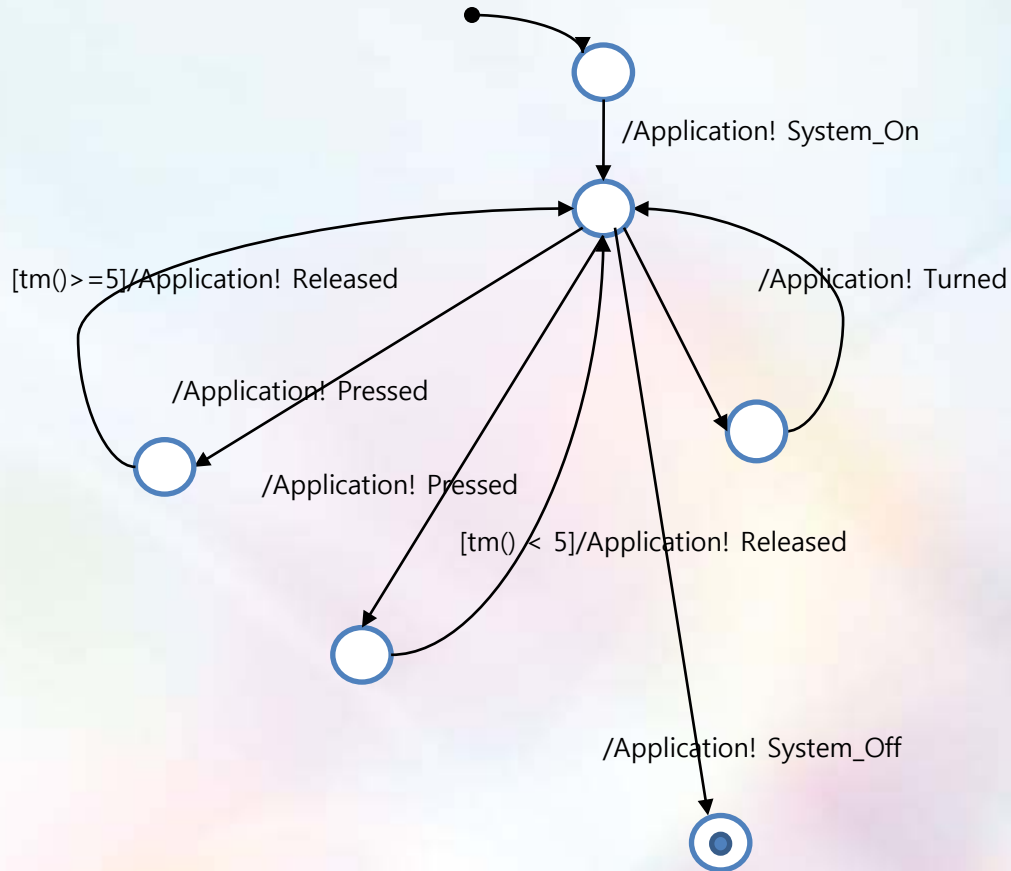 /Application! System_On
[tm()>=5]/Application! Released
/Application! Turned
/Application! Pressed
/Application! Pressed
[tm() < 5]/Application! Released
/Application! System_Off